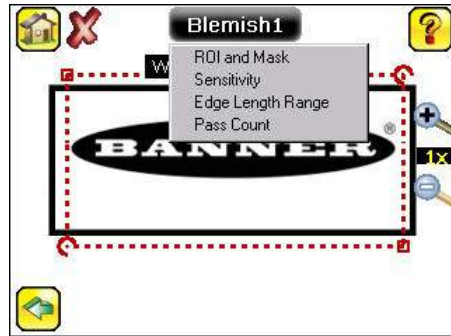 Blemish1
ROI and Mask
W
Sensitivity
Edge Length Range
Pass Count
BANNER
®
1x
?